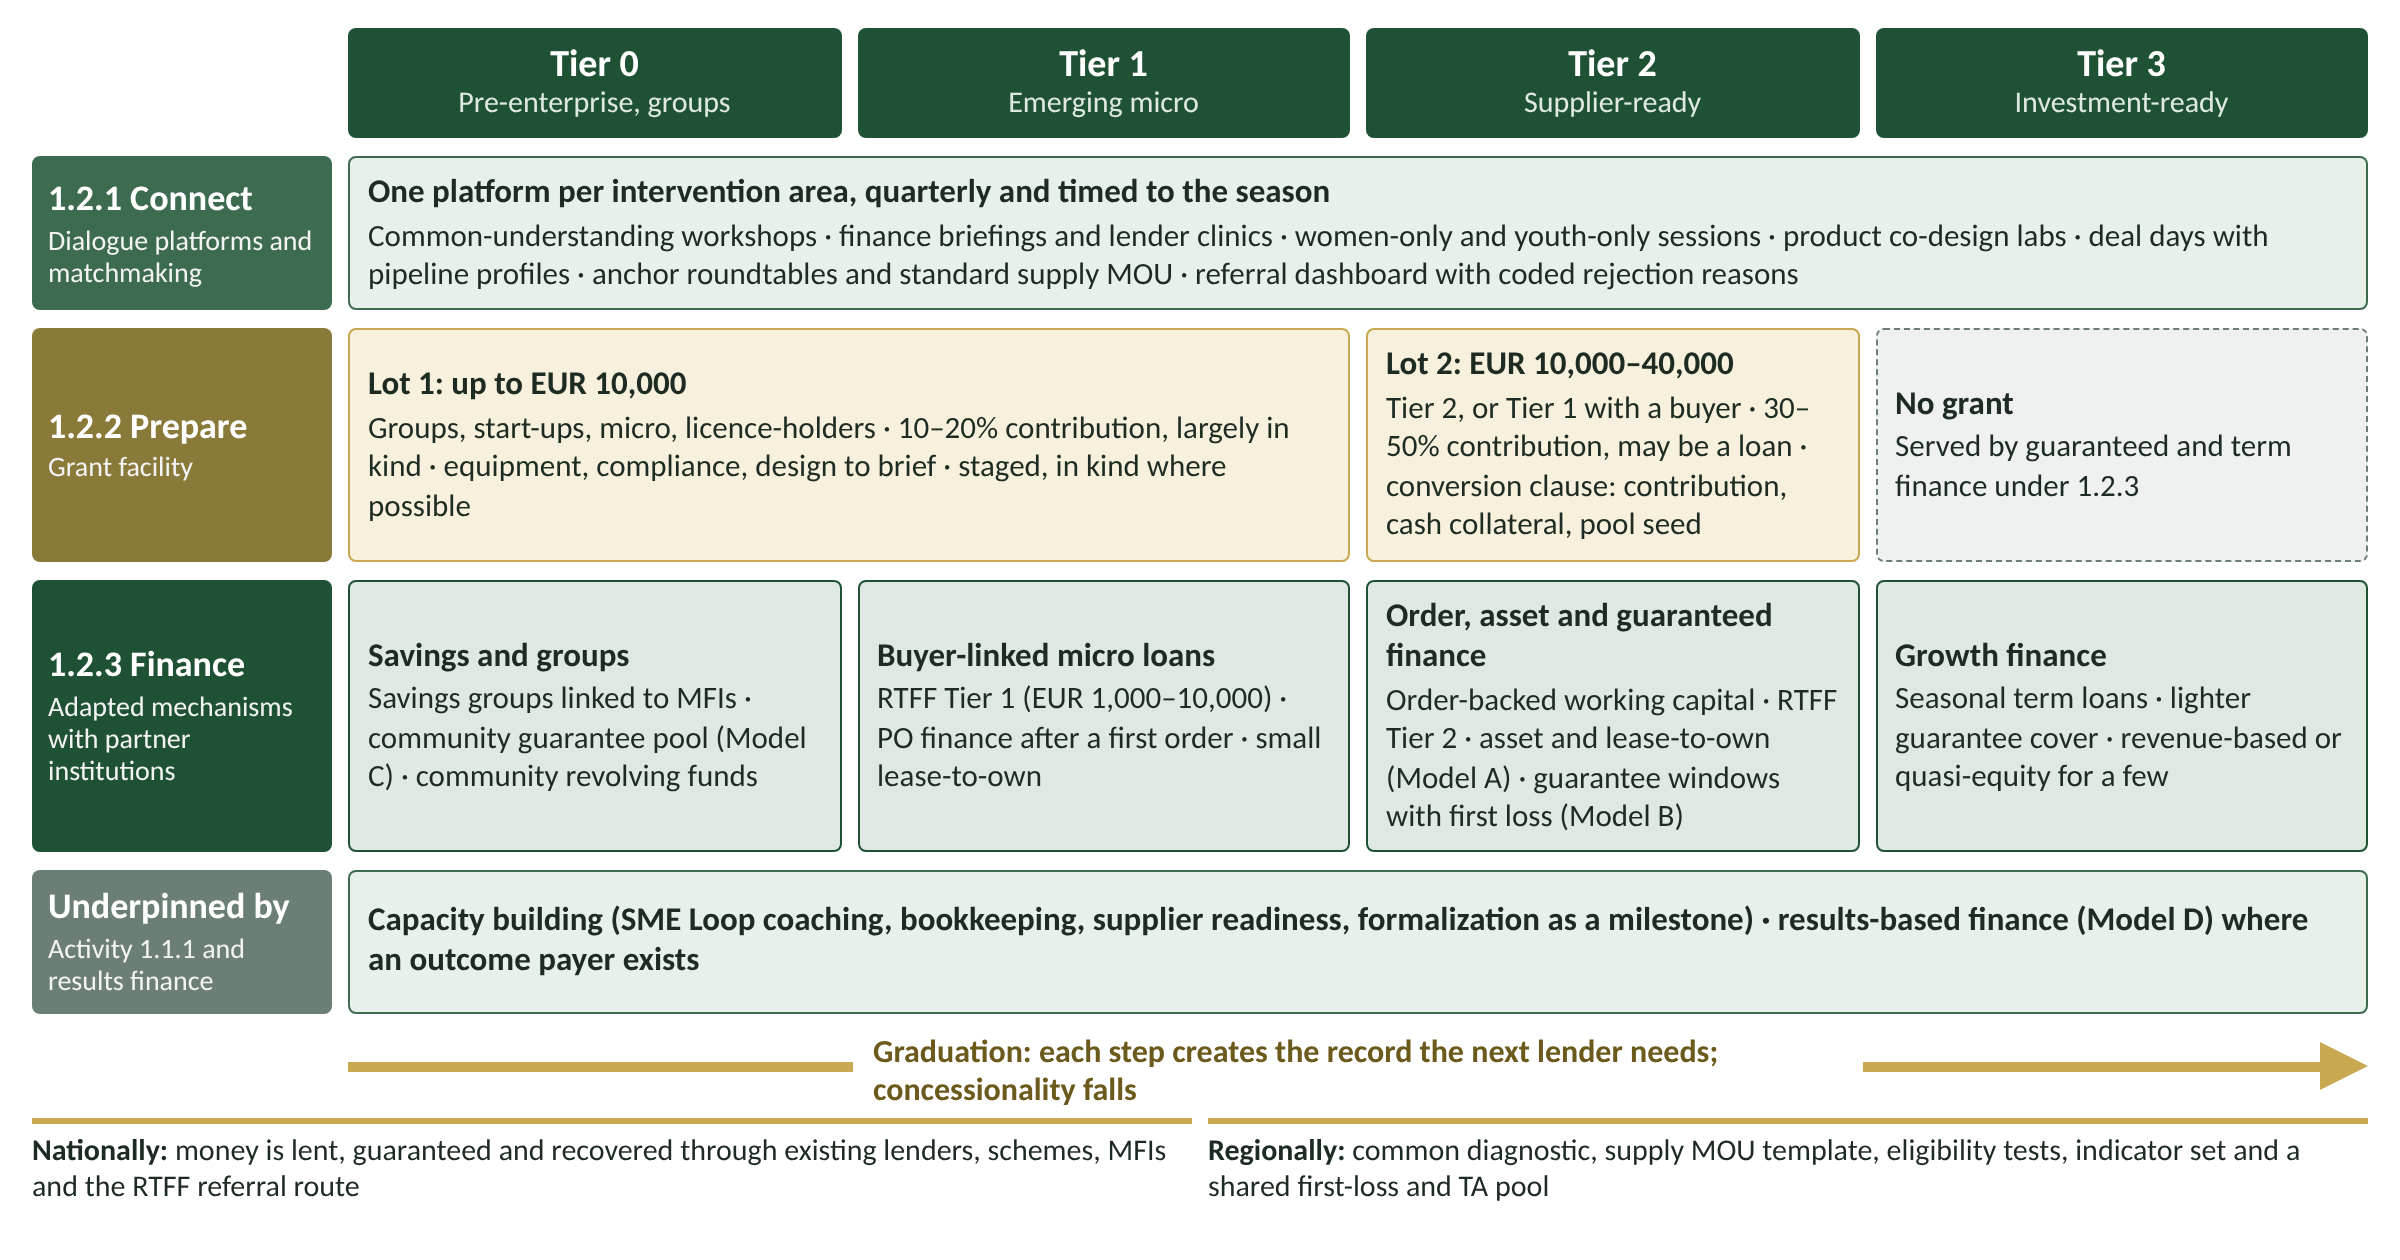 Tier 0
Pre-enterprise, groups
Tier 1
Emerging micro
Tier 2
Supplier-ready
Tier 3
Investment-ready
1.2.1 Connect
Dialogue platforms and
matchmaking
One platform per intervention area, quarterly and timed to the season
Common-understanding workshops · finance briefings and lender clinics · women-only and youth-only sessions · product co-design labs · deal days with
pipeline profiles · anchor roundtables and standard supply MOU · referral dashboard with coded rejection reasons
1.2.2 Prepare
Grant facility
Lot 1: up to EUR 10,000
Groups, start-ups, micro, licence-holders · 10–20% contribution, largely in
kind · equipment, compliance, design to brief · staged, in kind where
possible
Lot 2: EUR 10,000–40,000
Tier 2, or Tier 1 with a buyer · 30–
50% contribution, may be a loan ·
conversion clause: contribution,
cash collateral, pool seed
No grant
Served by guaranteed and term
finance under 1.2.3
1.2.3 Finance
Adapted mechanisms
with partner
institutions
Savings and groups
Savings groups linked to MFIs ·
community guarantee pool (Model
C) · community revolving funds
Buyer-linked micro loans
RTFF Tier 1 (EUR 1,000–10,000) ·
PO finance after a first order · small
lease-to-own
Order, asset and guaranteed
finance
Order-backed working capital · RTFF
Tier 2 · asset and lease-to-own
(Model A) · guarantee windows
with first loss (Model B)
Growth finance
Seasonal term loans · lighter
guarantee cover · revenue-based or
quasi-equity for a few
Underpinned by
Activity 1.1.1 and
results finance
Capacity building (SME Loop coaching, bookkeeping, supplier readiness, formalization as a milestone) · results-based finance (Model D) where
an outcome payer exists
Graduation: each step creates the record the next lender needs;
concessionality falls
Nationally: money is lent, guaranteed and recovered through existing lenders, schemes, MFIs
and the RTFF referral route
Regionally: common diagnostic, supply MOU template, eligibility tests, indicator set and a
shared first-loss and TA pool